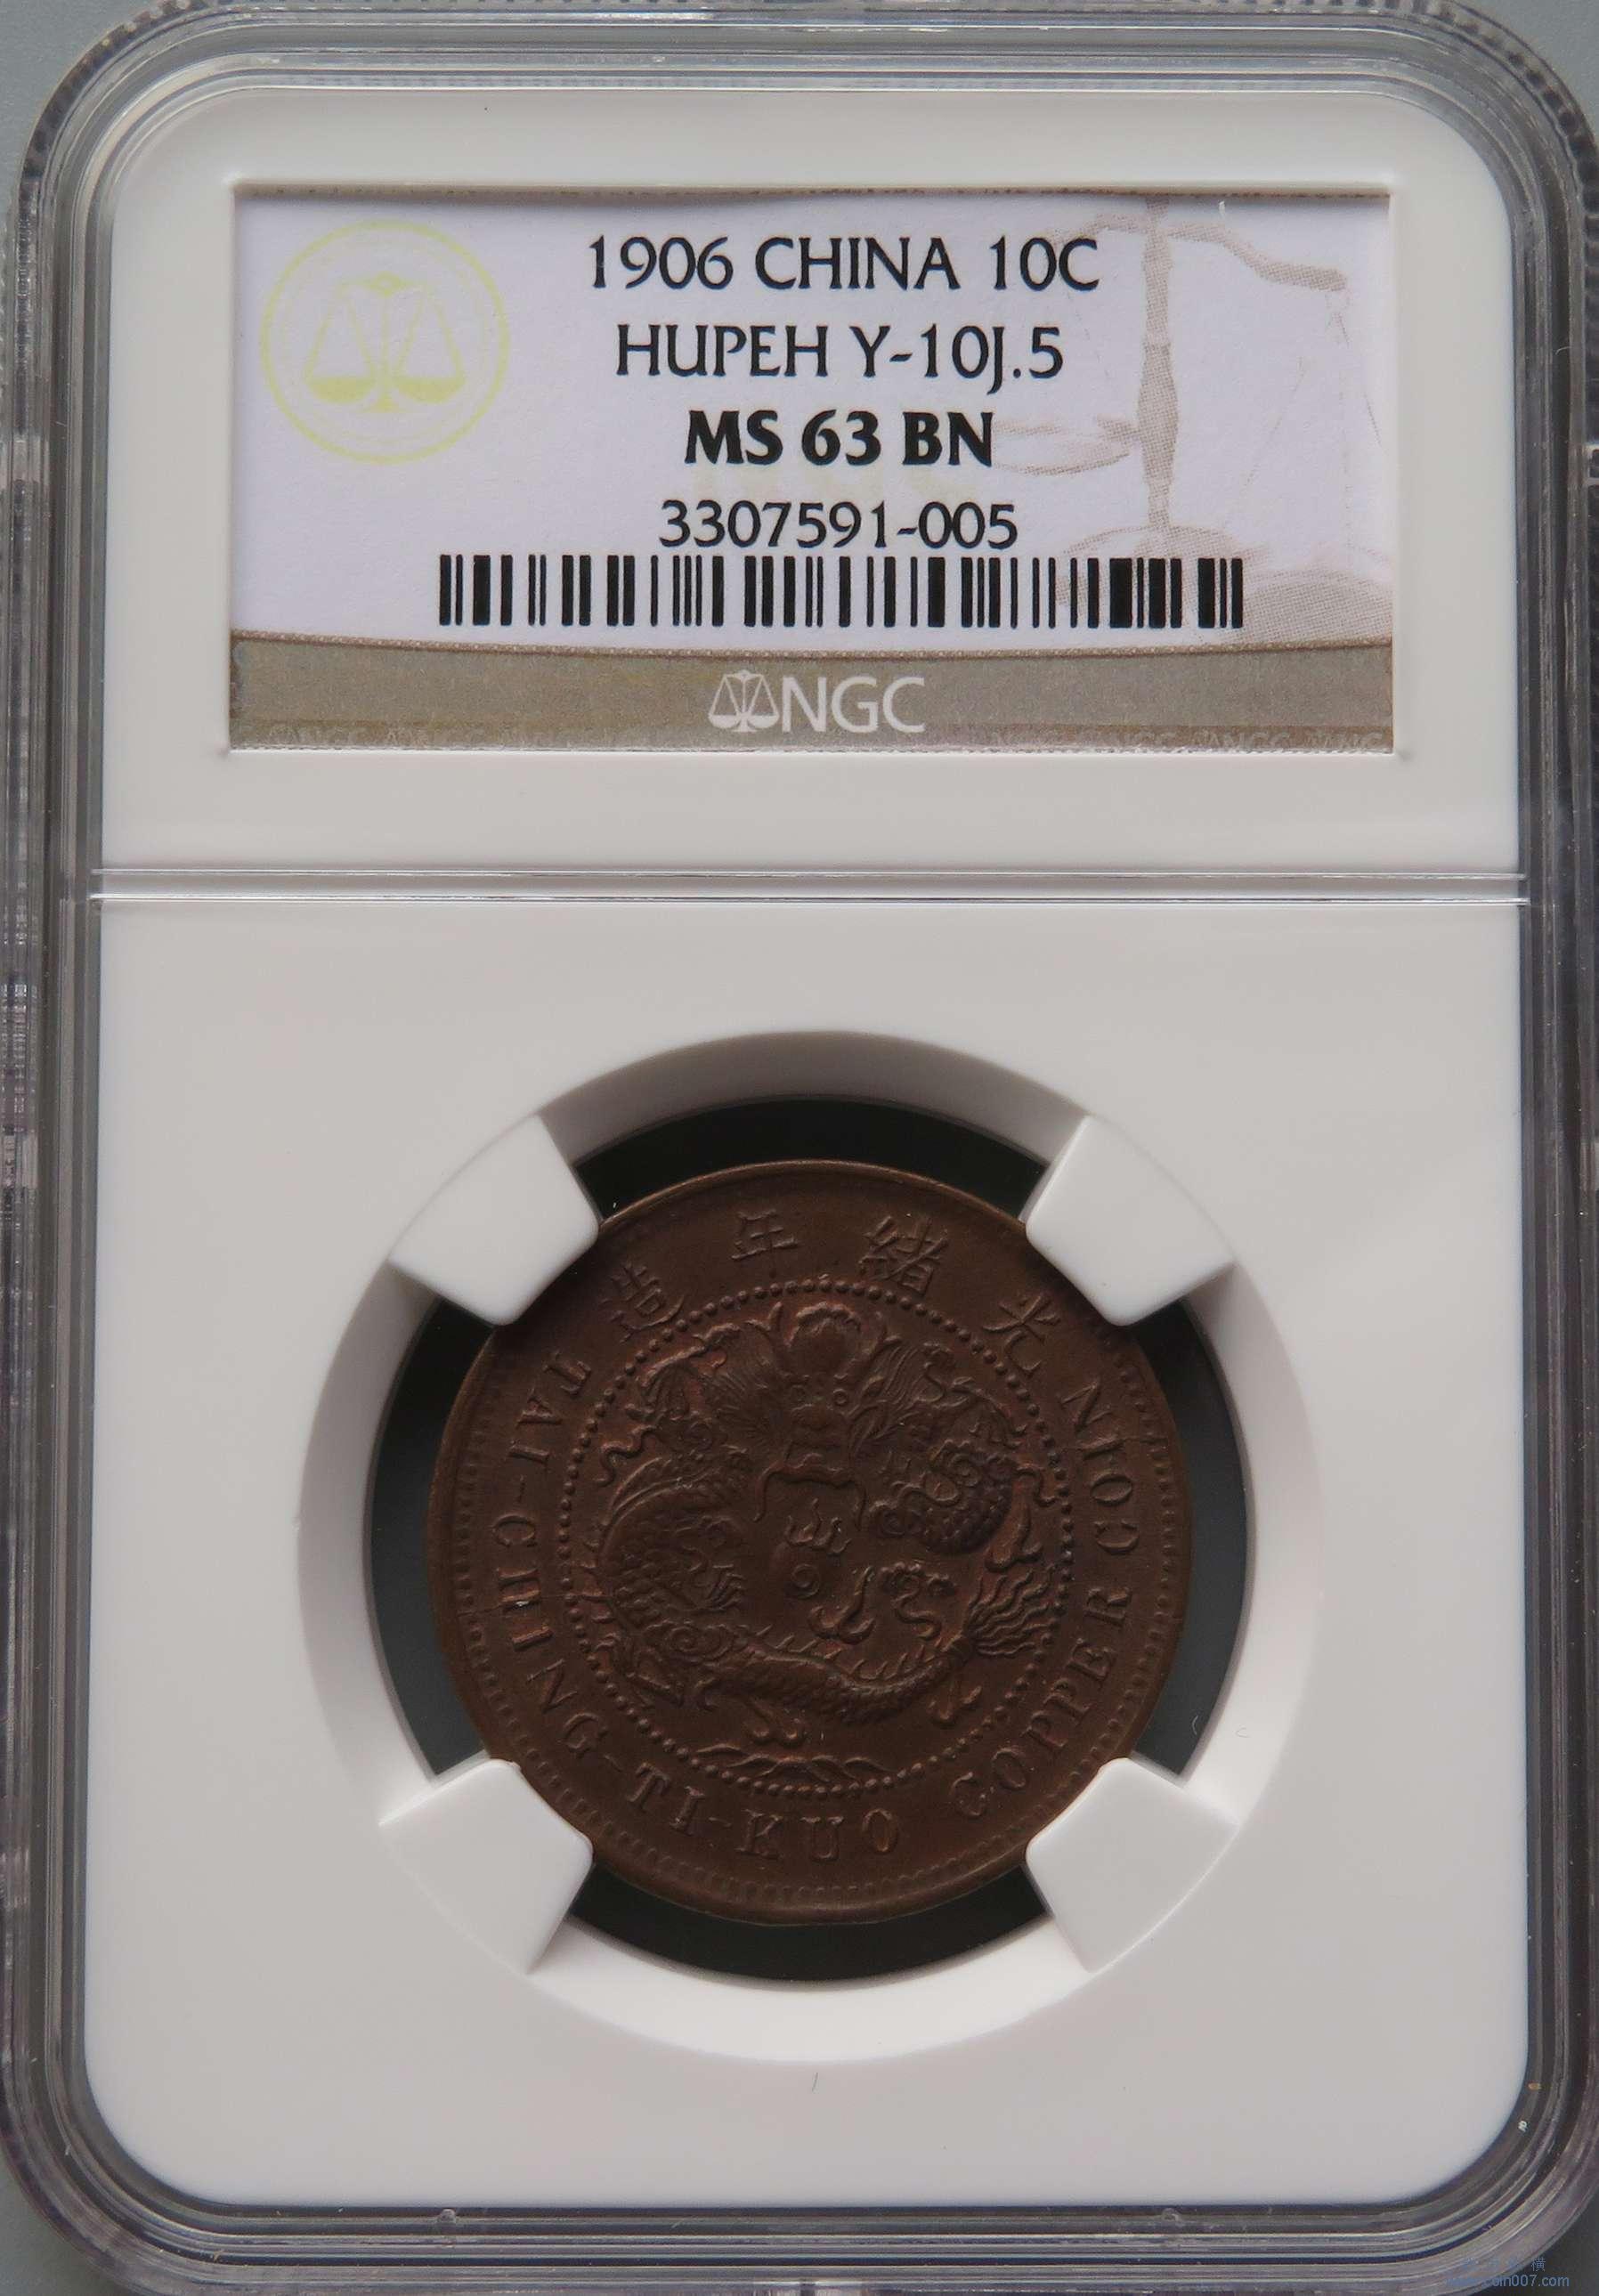 1906 CHINA 10C
HUPEH Y-10J.5
MS 63 BN
3307591-005
NGC
造年緒光
TAI-CHING-TI-KUO COPPER COIN